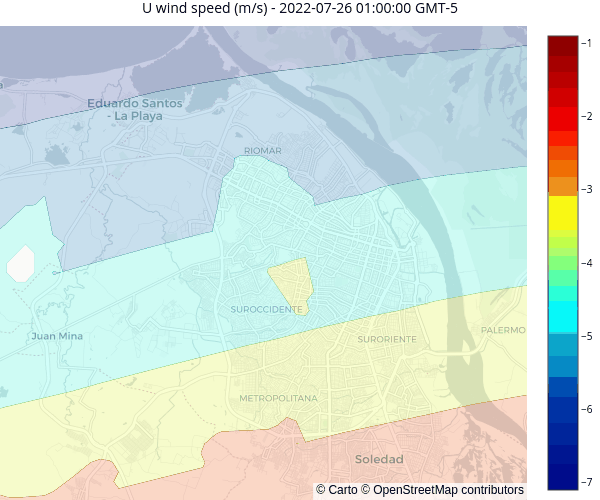 U wind speed (m/s) - 2022-07-26 01:00:00 GMT-5
−1
−2
−3
−4
−5
−6
−7
Eduardo Santos
- La Playa
RIOMAR
SUROCCIDENTE
Juan Mina
PALERMO
SURORIENTE
METROPOLITANA
Soledad
© Carto © OpenStreetMap contributors